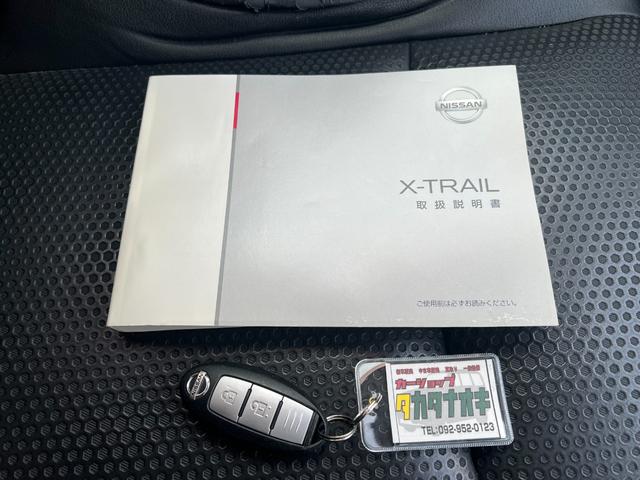 NISSAN
X-TRAIL
取扱説明書
ご使用前は必ずお読みください。
カーショップ
タカタナオキ
TEL:092-952-0123